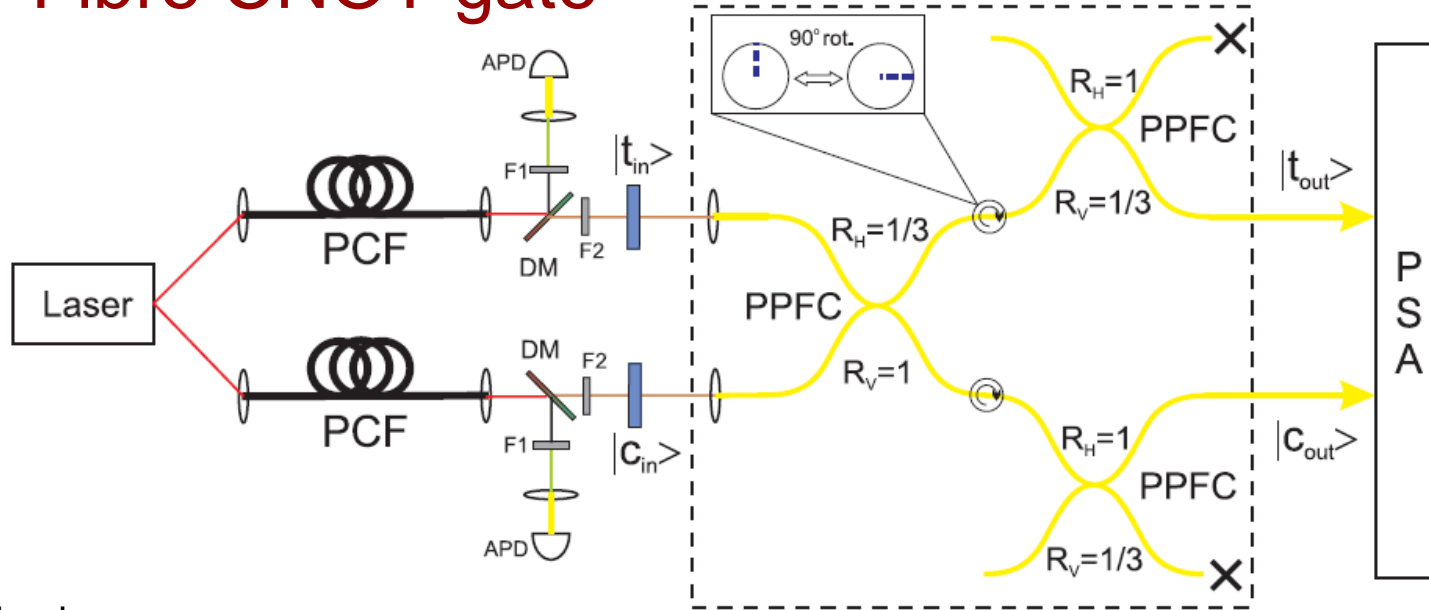 Fibre CNOT gate
APD
90° rot.
R_H=1
PPFC
F1
|t_in>
|t_out>
R_V=1/3
PCF
F2
R_H=1/3
DM
Laser
PPFC
P
S
A
DM
F2
R_V=1
PCF
F1
|c_in>
R_H=1
|c_out>
PPFC
APD
R_V=1/3